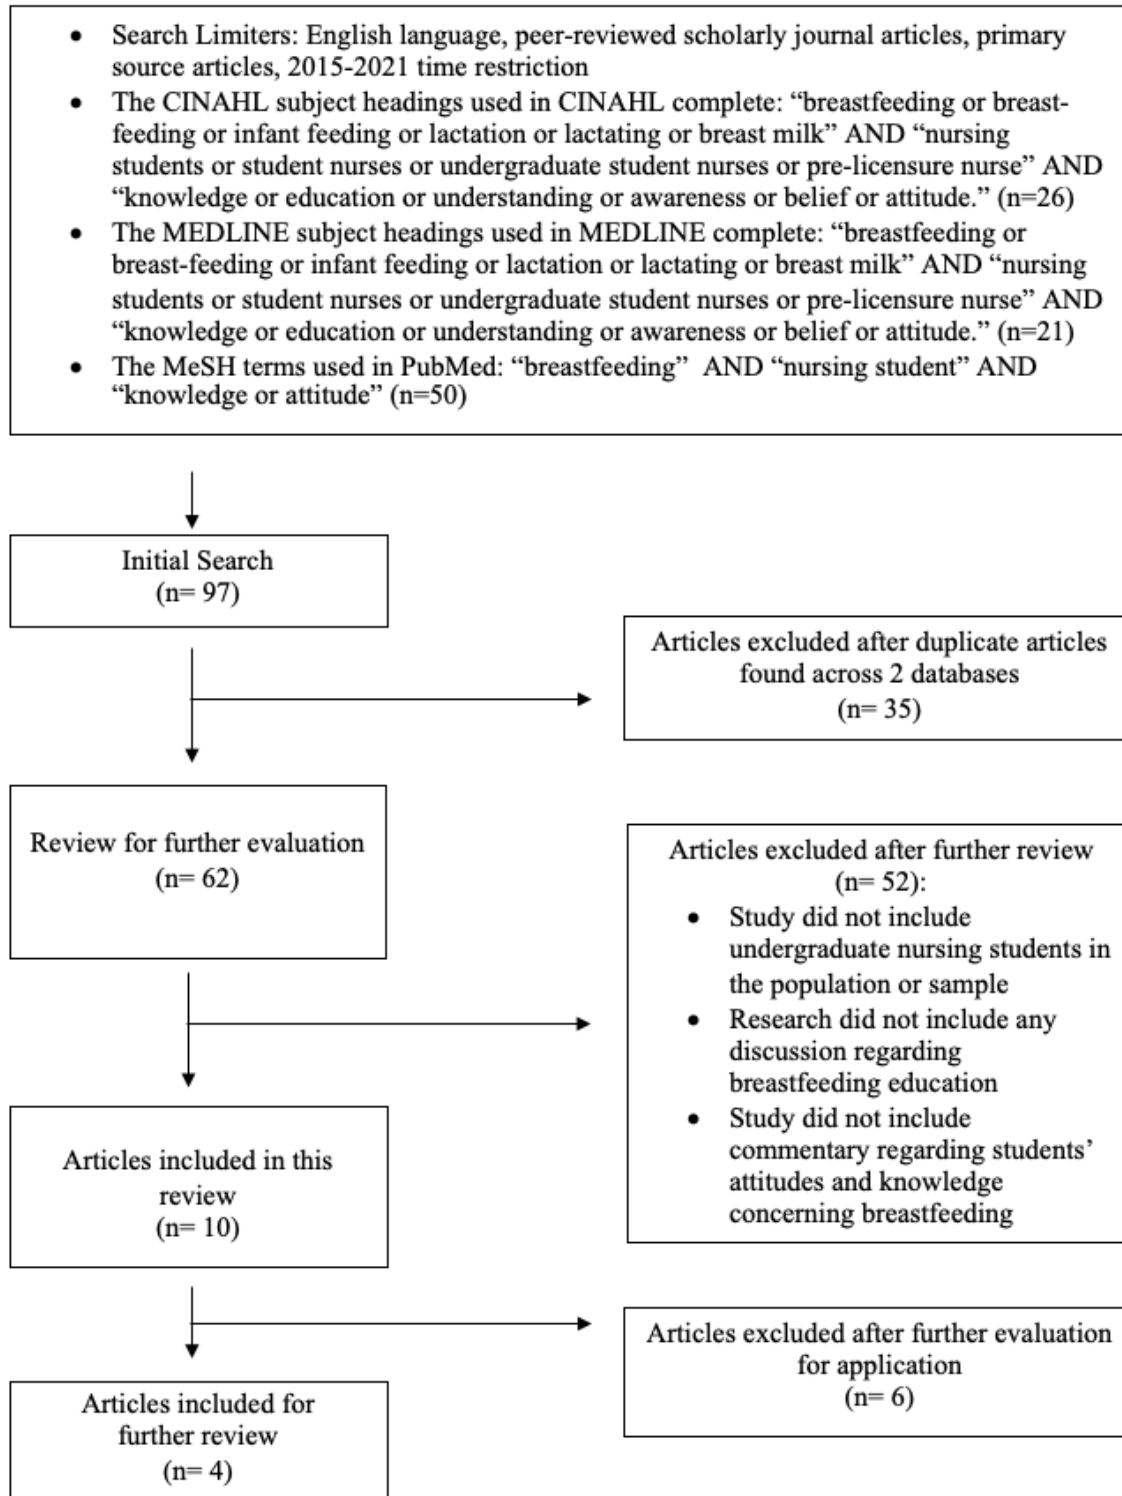 • Search Limiters: English language, peer-reviewed scholarly journal articles, primary
source articles, 2015-2021 time restriction
• The CINAHL subject headings used in CINAHL complete: “breastfeeding or breast-
feeding or infant feeding or lactation or lactating or breast milk” AND “nursing
students or student nurses or undergraduate student nurses or pre-licensure nurse” AND
“knowledge or education or understanding or awareness or belief or attitude.” (n=26)
• The MEDLINE subject headings used in MEDLINE complete: “breastfeeding or
breast-feeding or infant feeding or lactation or lactating or breast milk” AND “nursing
students or student nurses or undergraduate student nurses or pre-licensure nurse” AND
“knowledge or education or understanding or awareness or belief or attitude.” (n=21)
• The MeSH terms used in PubMed: “breastfeeding” AND “nursing student” AND
“knowledge or attitude” (n=50)
Initial Search
(n= 97)
Articles excluded after duplicate articles
found across 2 databases
(n= 35)
Review for further evaluation
(n= 62)
Articles excluded after further review
(n= 52):
• Study did not include
undergraduate nursing students in
the population or sample
• Research did not include any
discussion regarding
breastfeeding education
• Study did not include
commentary regarding students’
attitudes and knowledge
concerning breastfeeding
Articles included in this
review
(n= 10)
Articles excluded after further evaluation
for application
(n= 6)
Articles included for
further review
(n= 4)